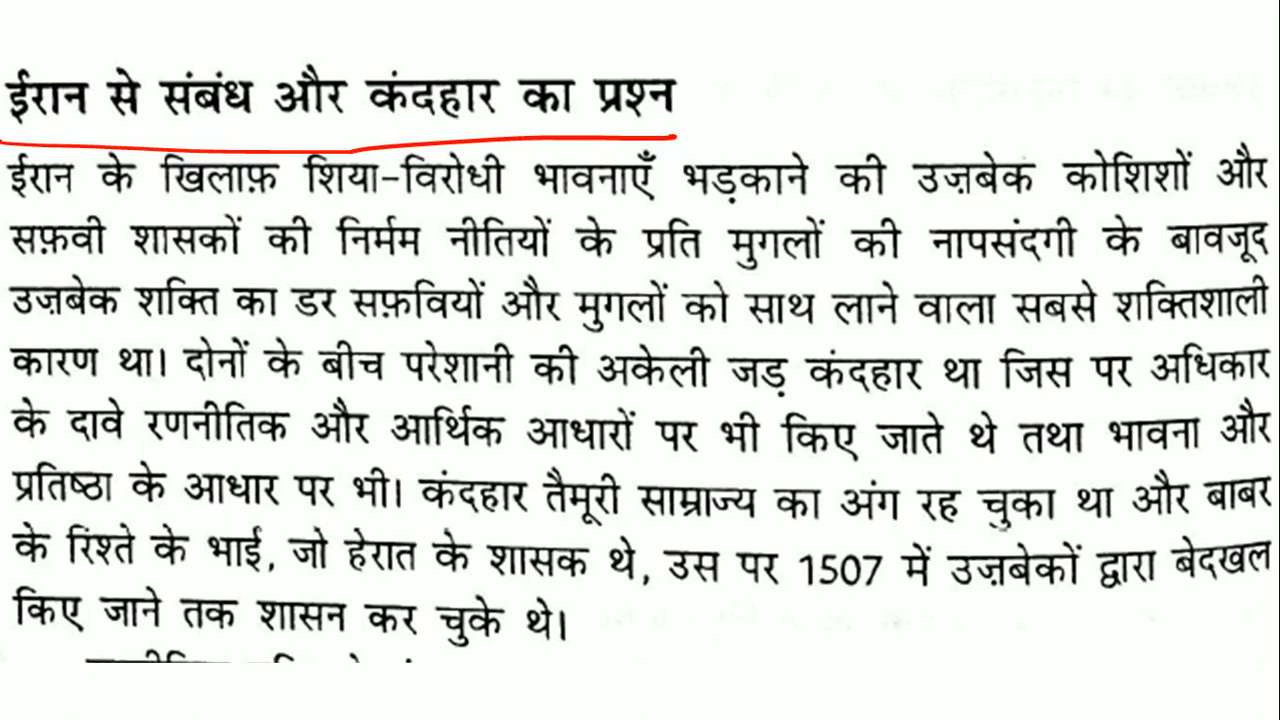 ईरान से संबंध और कंदहार का प्रश्न
ईरान के खिलाफ़ शिया-विरोधी भावनाएँ भड़काने की उज़बेक कोशिशों और
सफ़वी शासकों की निर्मम नीतियों के प्रति मुगलों की नापसंदगी के बावजूद
उज़बेक शक्ति का डर सफ़वियों और मुगलों को साथ लाने वाला सबसे शक्तिशाली
कारण था। दोनों के बीच परेशानी की अकेली जड़ कंदहार था जिस पर अधिकार
के दावे रणनीतिक और आर्थिक आधारों पर भी किए जाते थे तथा भावना और
प्रतिष्ठा के आधार पर भी। कंदहार तैमूरी साम्राज्य का अंग रह चुका था और बाबर
के रिश्ते के भाई, जो हेरात के शासक थे, उस पर 1507 में उज़बेकों द्वारा बेदखल
किए जाने तक शासन कर चुके थे।